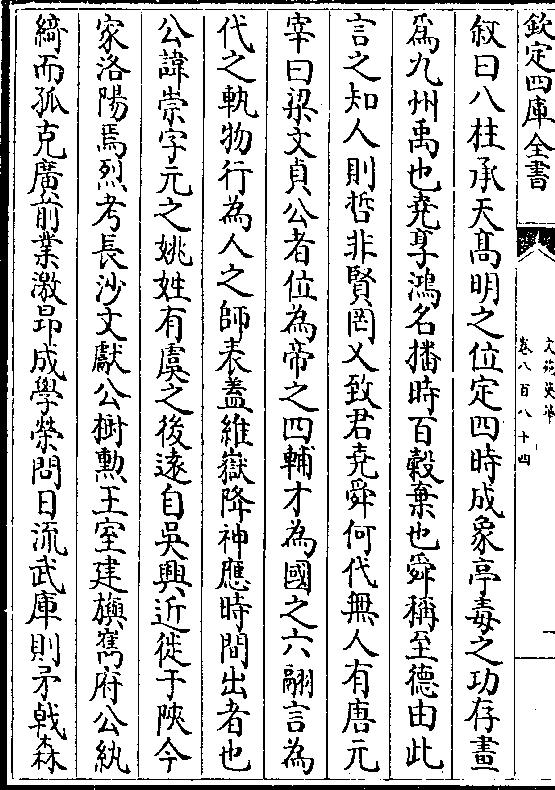 欽定四庫全書
文苑英華
卷八百八十四
一
叙曰八柱承天髙明之位定四時成象亭毒之功存畫
爲九州禹也堯享鴻名播時百穀棄也舜稱至德由此
言之知人則哲非賢罔乂致君堯舜何代無人有唐元
宰曰梁文貞公者位為帝之四輔才為國之六翮言為
代之軌物行為人之師表蓋維嶽降神應時間出者也
公諱崇字元之姚姓有虞之後逺自吳興近徙于陜今
家洛陽焉烈考長沙文獻公樹勲王室建旟寯府公紈
綺而孤克廣前業激昂成學榮問日流武庫則矛㦸森